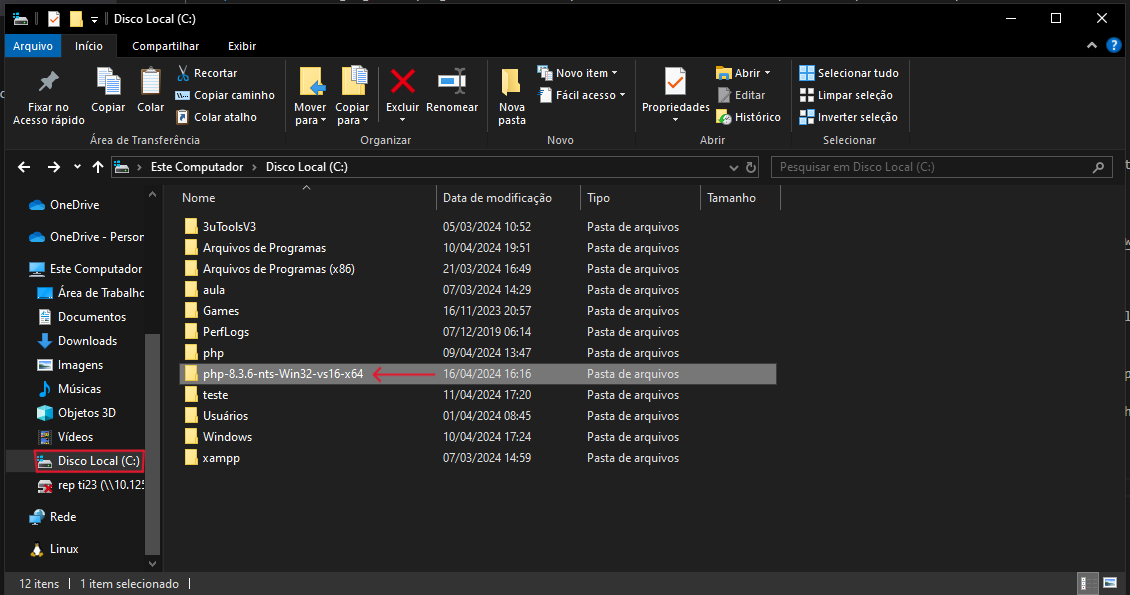 Disco Local (C:)
Arquivo Início Compartilhar Exibir
Fixar no Acesso rápido
Copiar
Colar
Recortar
Copiar caminho
Colar atalho
Área de Transferência
Mover para
Copiar para
Excluir
Renomear
Organizar
Nova pasta
Novo item
Fácil acesso
Novo
Propriedades
Abrir
Editar
Histórico
Abrir
Selecionar tudo
Limpar seleção
Inverter seleção
Selecionar
Este Computador > Disco Local (C:)
Pesquisar em Disco Local (C:)
OneDrive
OneDrive - Person
Este Computador
Área de Trabalho
Documentos
Downloads
Imagens
Músicas
Objetos 3D
Vídeos
Disco Local (C:)
rep ti23 (\\10.125
Rede
Linux
Nome Data de modificação Tipo Tamanho
3uToolsV3 05/03/2024 10:52 Pasta de arquivos
Arquivos de Programas 10/04/2024 19:51 Pasta de arquivos
Arquivos de Programas (x86) 21/03/2024 16:49 Pasta de arquivos
aula 07/03/2024 14:29 Pasta de arquivos
Games 16/11/2023 20:57 Pasta de arquivos
PerfLogs 07/12/2019 06:14 Pasta de arquivos
php 09/04/2024 13:47 Pasta de arquivos
php-8.3.6-nts-Win32-vs16-x64 16/04/2024 16:16 Pasta de arquivos
teste 11/04/2024 17:20 Pasta de arquivos
Usuários 01/04/2024 08:45 Pasta de arquivos
Windows 10/04/2024 17:24 Pasta de arquivos
xampp 07/03/2024 14:59 Pasta de arquivos
12 itens | 1 item selecionado |